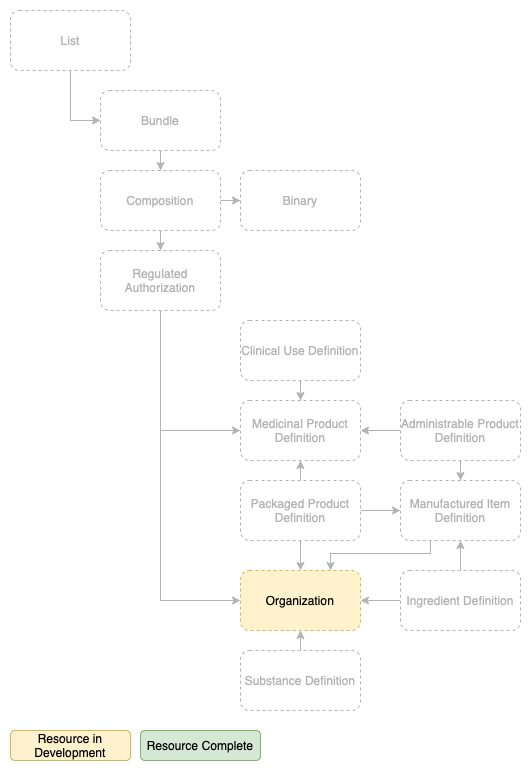 List
Bundle
Composition
Binary
Regulated
Authorization
Clinical Use Definition
Medicinal Product
Definition
Administrable Product
Definition
Packaged Product
Definition
Manufactured Item
Definition
Organization
Ingredient Definition
Substance Definition
Resource in
Development
Resource Complete